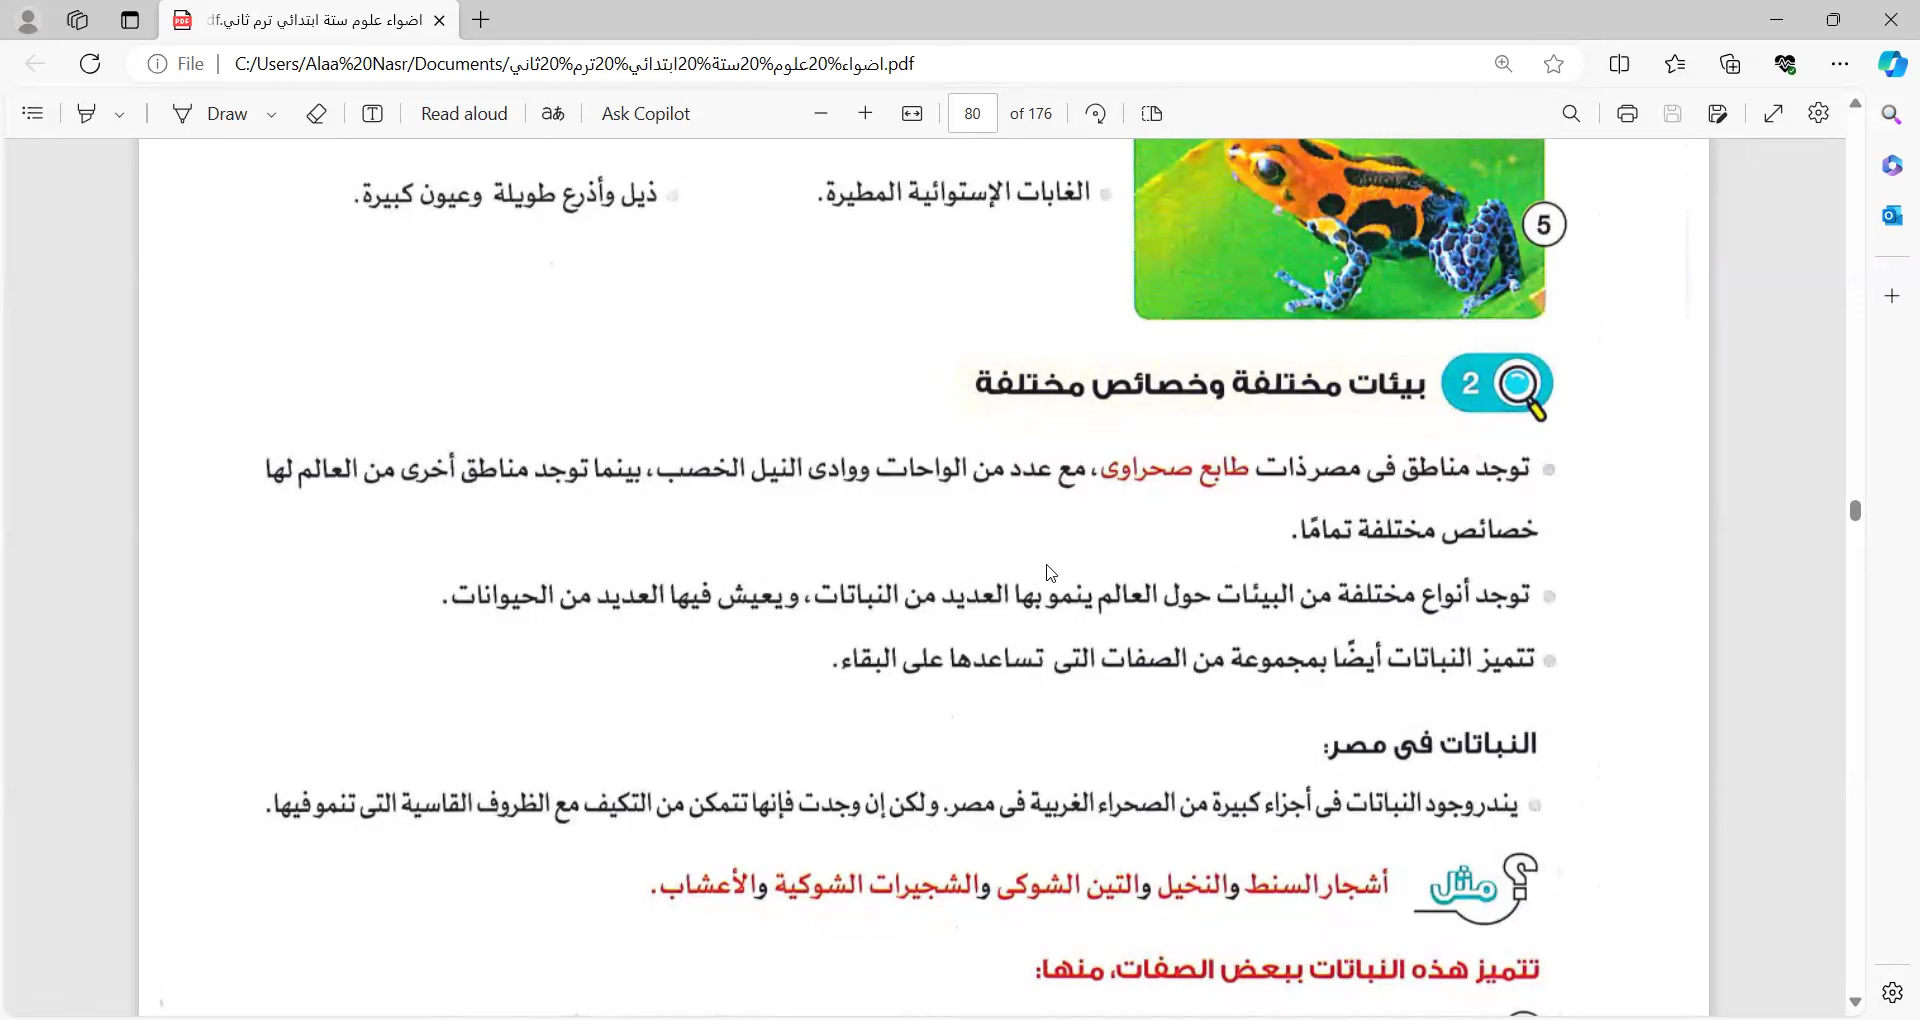 اضواء علوم ستة ابتدائي ترم ثاني.df
File
C:/Users/Alaa%20Nasr/Documents/اضواء%20علوم%20ستة%20ابتدائي%20ترم%20ثاني.pdf
Draw
Read aloud
aあ
Ask Copilot
80 of 176
الغابات الإستوائية المطيرة.
ذيل وأذرع طويلة وعيون كبيرة.
5
2 بيئات مختلفة وخصائص مختلفة
توجد مناطق فى مصر ذات طابع صحراوى، مع عدد من الواحات ووادى النيل الخصب، بينما توجد مناطق أخرى من العالم لها
خصائص مختلفة تمامًا.
توجد أنواع مختلفة من البيئات حول العالم ينمو بها العديد من النباتات، ويعيش فيها العديد من الحيوانات.
تتميز النباتات أيضًا بمجموعة من الصفات التى تساعدها على البقاء.
النباتات فى مصر:
يندر وجود النباتات فى أجزاء كبيرة من الصحراء الغربية فى مصر. ولكن إن وجدت فإنها تتمكن من التكيف مع الظروف القاسية التى تنمو فيها.
مثل
أشجار السنط والنخيل والتين الشوكى والشجيرات الشوكية والأعشاب.
تتميز هذه النباتات ببعض الصفات، منها: